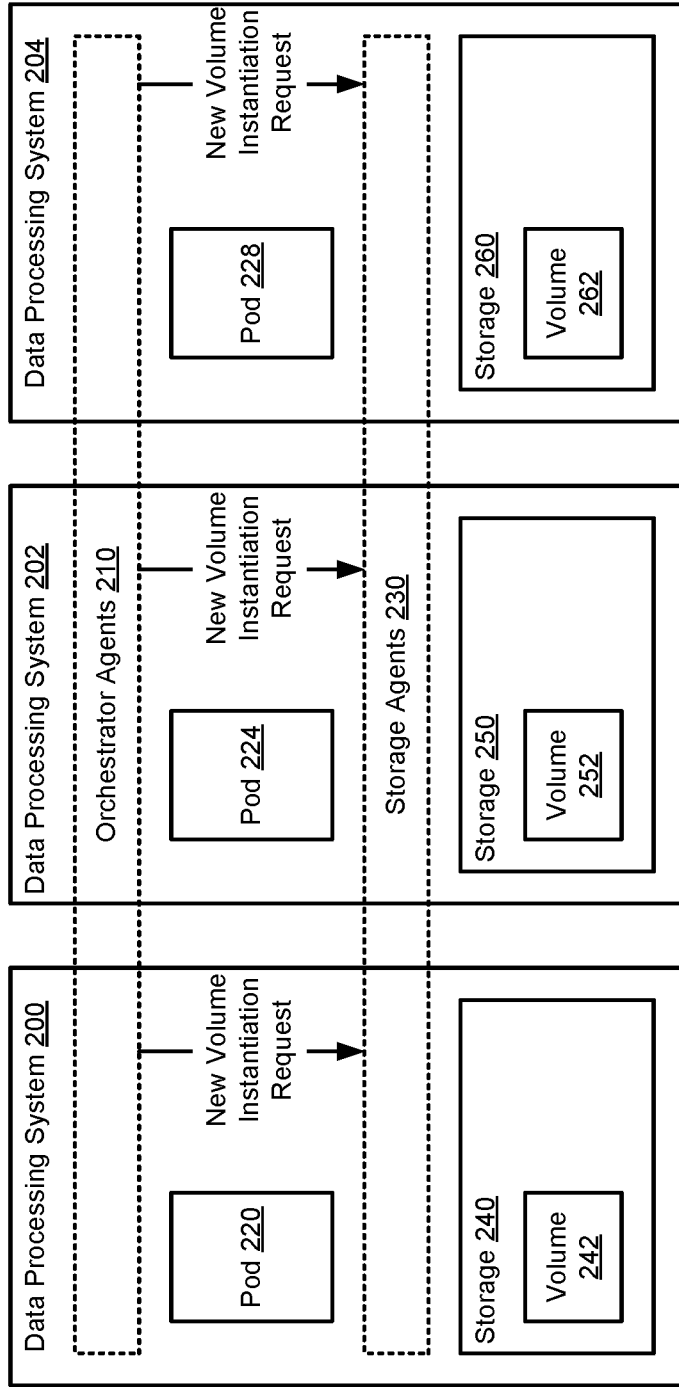 Data Processing System 200
Data Processing System 202
Data Processing System 204
Orchestrator Agents 210
Pod 220
New Volume
Instantiation
Request
Pod 224
New Volume
Instantiation
Request
Pod 228
New Volume
Instantiation
Request
Storage Agents 230
Storage 240
Volume
242
Storage 250
Volume
252
Storage 260
Volume
262